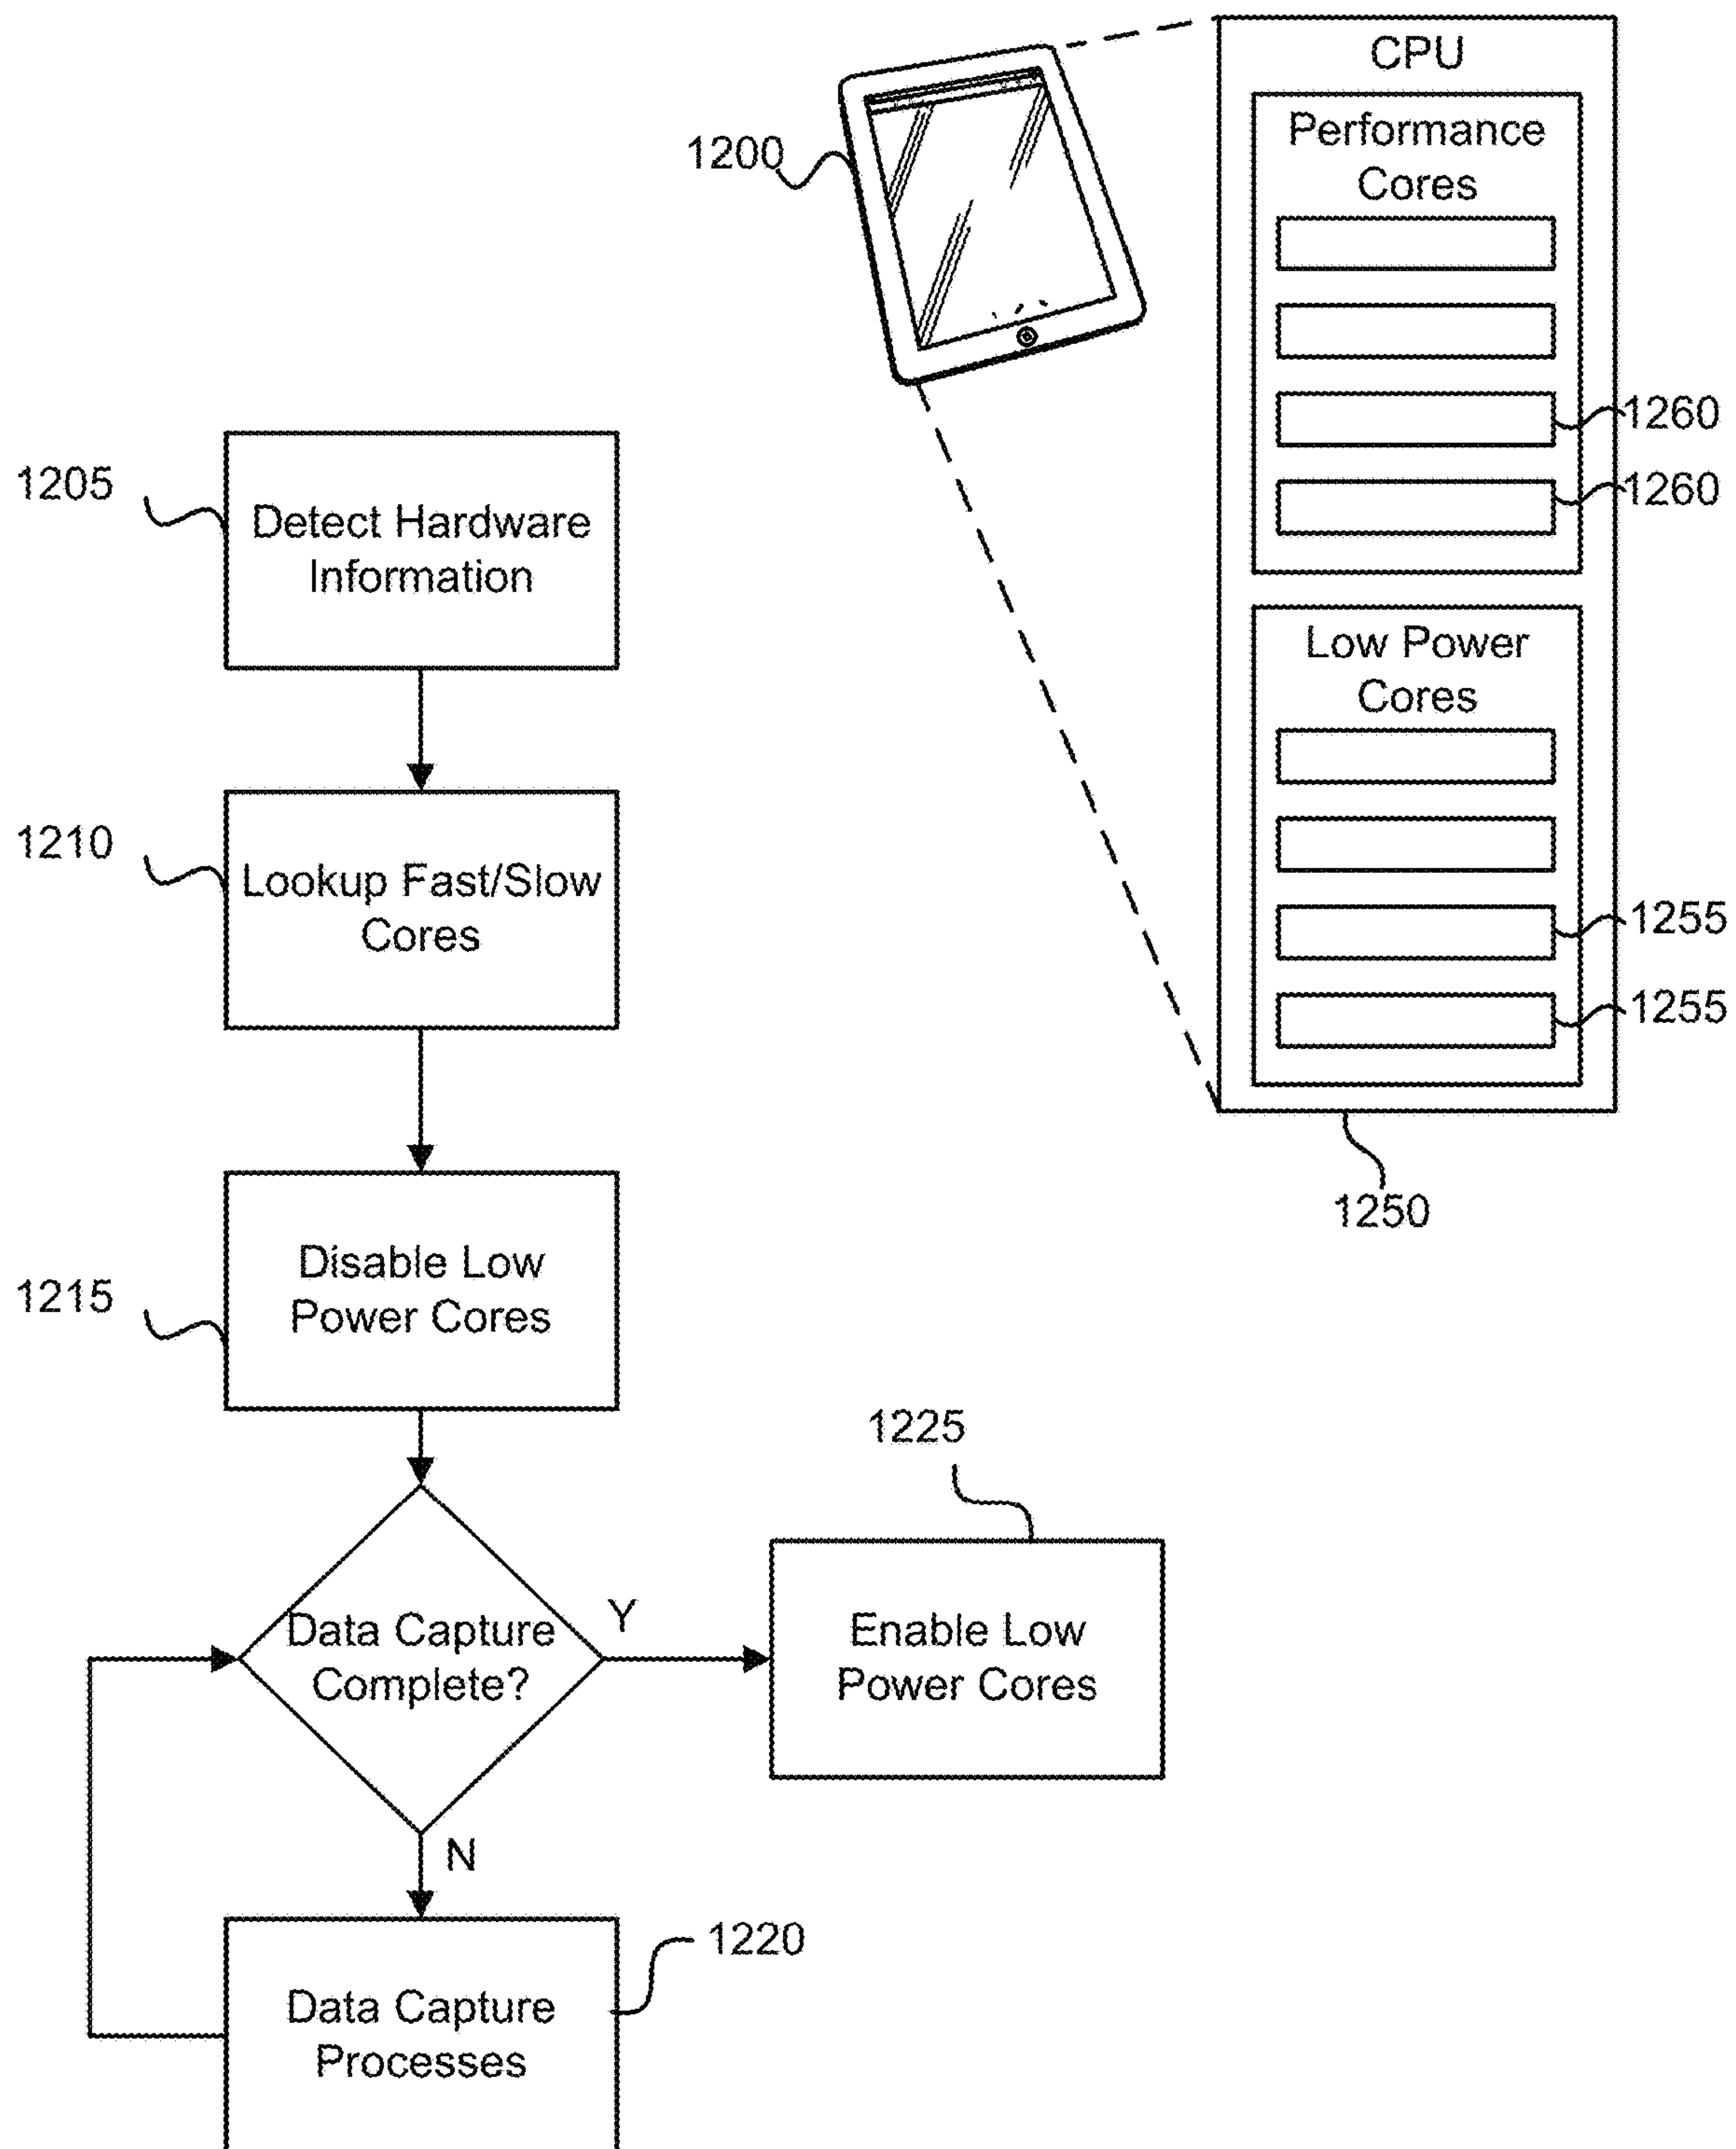 CPU
Performance
Cores
1200
1260
1260
Low Power
Cores
1255
1255
1250
1205
Detect Hardware
Information
1210
Lookup Fast/Slow
Cores
1215
Disable Low
Power Cores
1225
Data Capture
Complete?
Y
Enable Low
Power Cores
N
1220
Data Capture
Processes